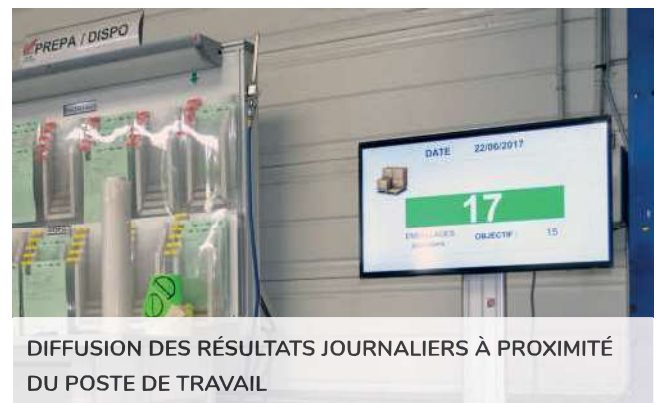 PREPA / DISPO
DATE 22/06/2017
17
EMBALLAGES OBJECTIF : 15
DIFFUSION DES RÉSULTATS JOURNALIERS À PROXIMITÉ
DU POSTE DE TRAVAIL